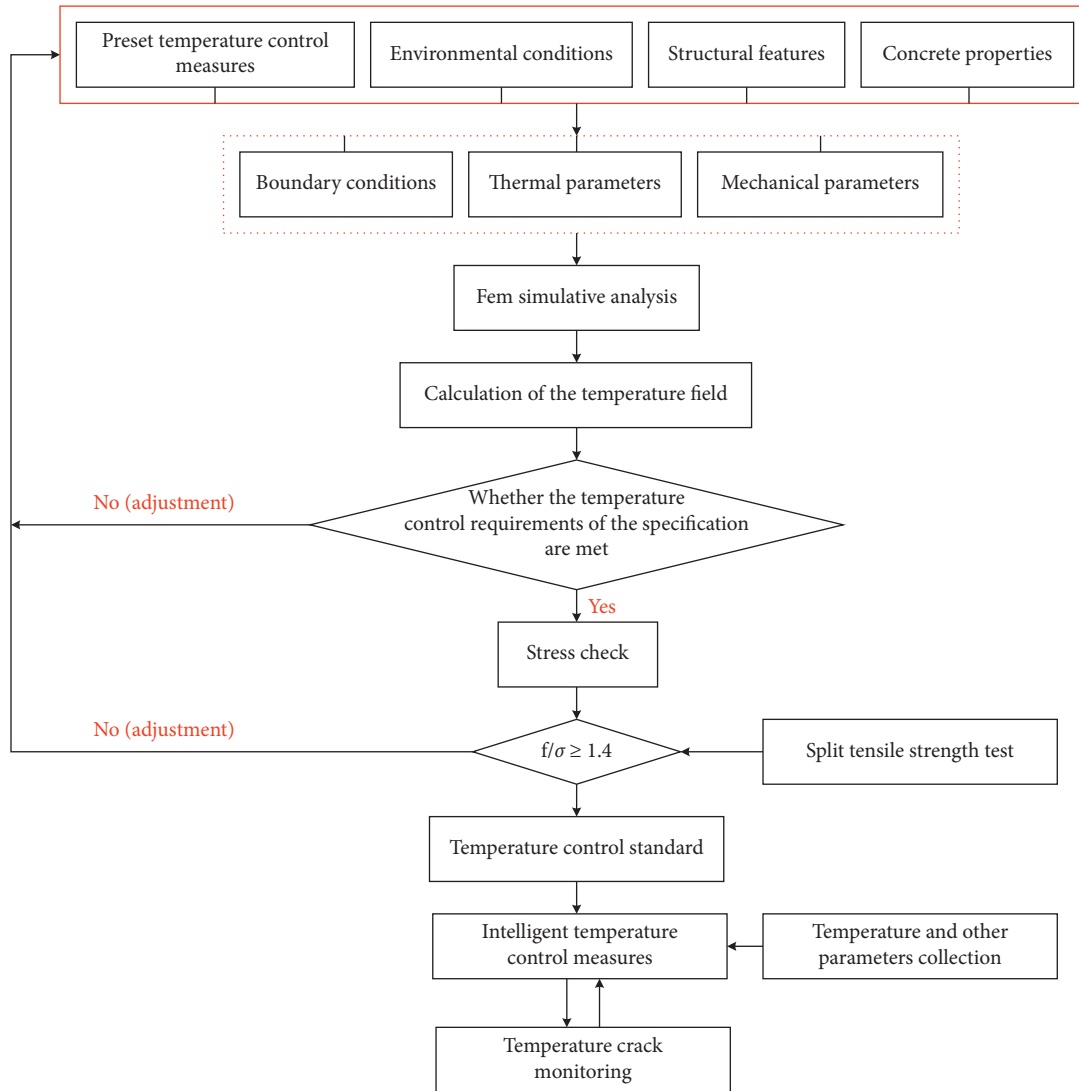 Preset temperature control
measures
Environmental conditions
Structural features
Concrete properties
Boundary conditions
Thermal parameters
Mechanical parameters
Fem simulative analysis
Calculation of the temperature field
No (adjustment)
Whether the temperature
control requirements of the specification
are met
Yes
Stress check
No (adjustment)
f/σ ≥ 1.4
Split tensile strength test
Temperature control standard
Intelligent temperature
control measures
Temperature and other
parameters collection
Temperature crack
monitoring